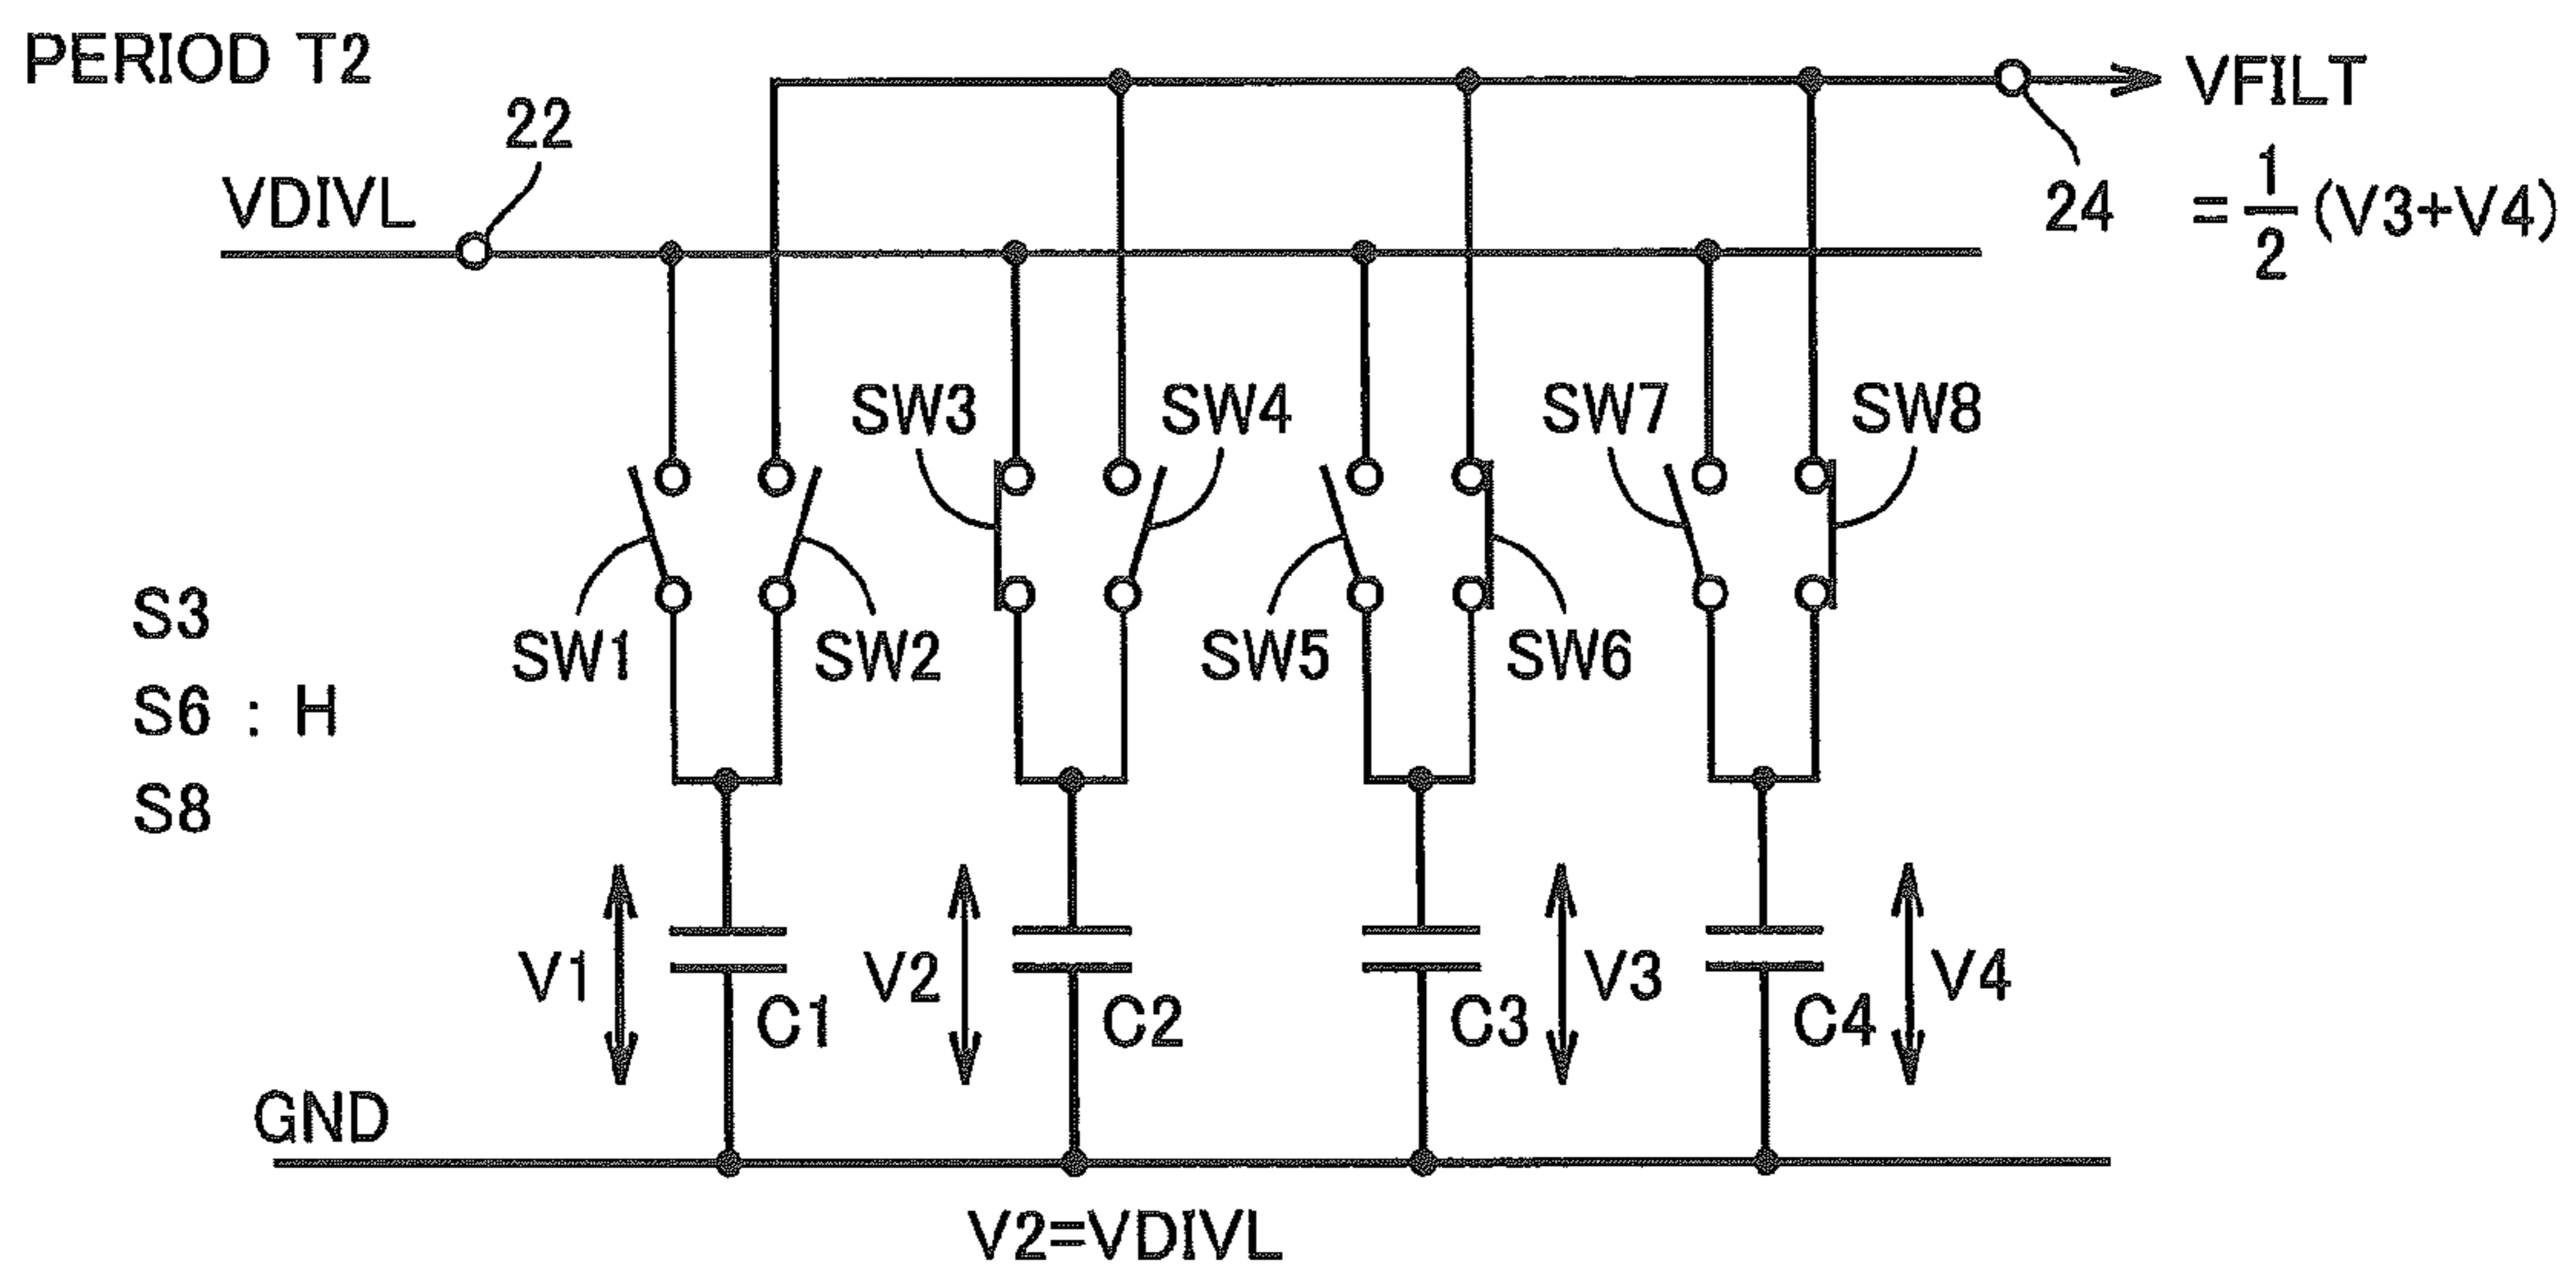 PERIOD T2
22
VFILT
VDIVL
24
= 1/2 (V3+V4)
SW3
SW4
SW7
SW8
S3
SW1
SW2
SW5
SW6
S6 : H
S8
V1
V2
V3
V4
C1
C2
C3
C4
GND
V2=VDIVL